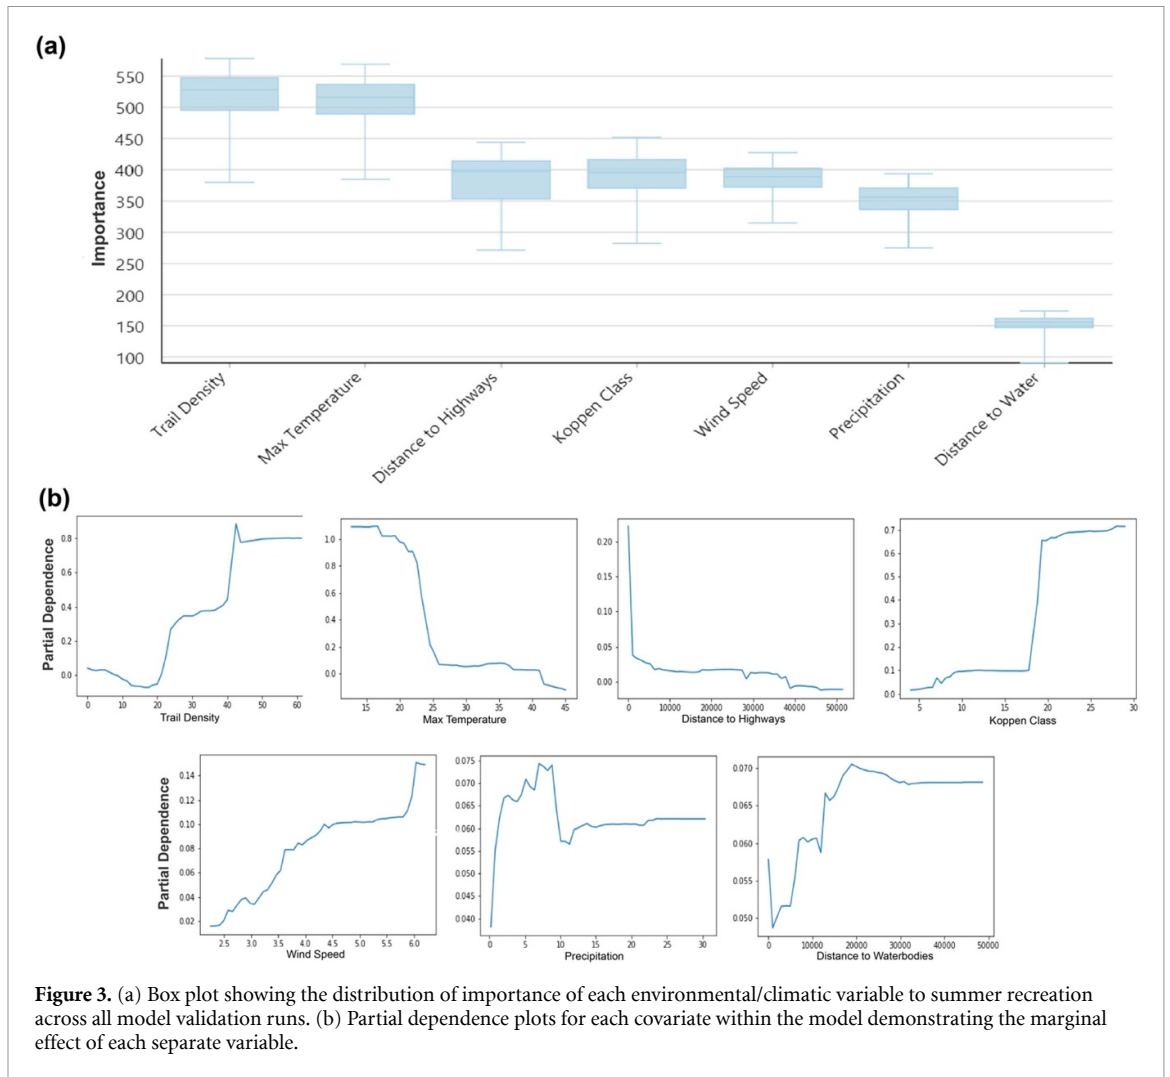 (a)
550
500
450
400
350
300
250
200
150
100
Importance
Trail Density
Max Temperature
Distance to Highways
Koppen Class
Wind Speed
Precipitation
Distance to Water
(b)
Partial Dependence
0.8
0.6
0.4
0.2
0.0
0 10 20 30 40 50 60
Trail Density
1.0
0.8
0.6
0.4
0.2
0.0
15 20 25 30 35 40 45
Max Temperature
0.20
0.15
0.10
0.05
0.00
0 10000 20000 30000 40000 50000
Distance to Highways
0.7
0.6
0.5
0.4
0.3
0.2
0.1
0.0
5 10 15 20 25 30
Koppen Class
Partial Dependence
0.14
0.12
0.10
0.08
0.06
0.04
0.02
2.5 3.0 3.5 4.0 4.5 5.0 5.5 6.0
Wind Speed
0.075
0.070
0.065
0.060
0.055
0.050
0.045
0.040
0 5 10 15 20 25 30
Precipitation
0.070
0.065
0.060
0.055
0.050
0 10000 20000 30000 40000 50000
Distance to Waterbodies
Figure 3. (a) Box plot showing the distribution of importance of each environmental/climatic variable to summer recreation
across all model validation runs. (b) Partial dependence plots for each covariate within the model demonstrating the marginal
effect of each separate variable.